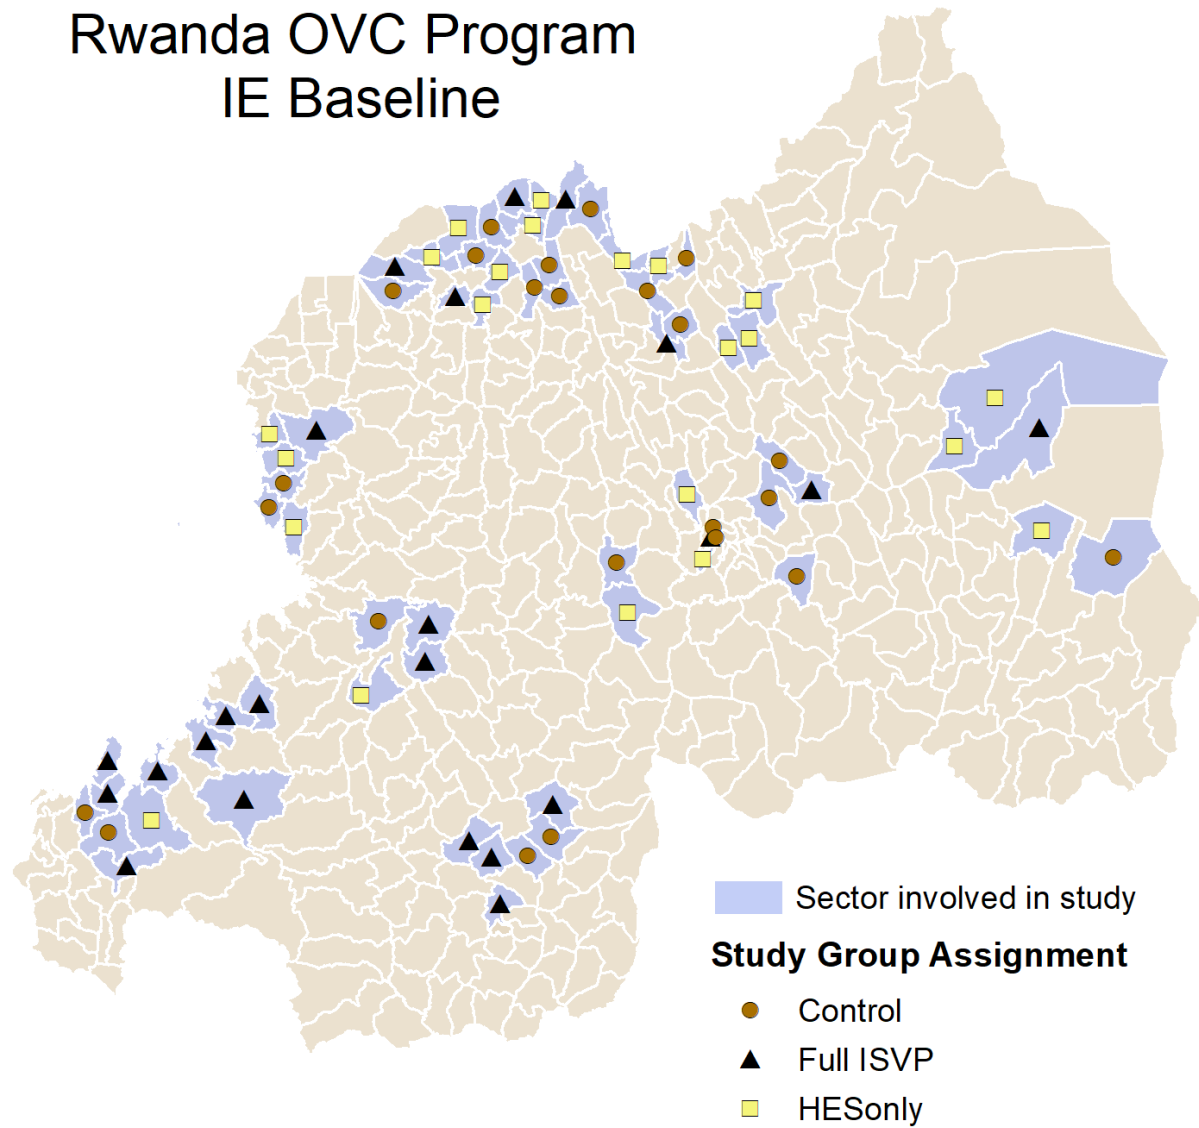 Rwanda OVC Program
IE Baseline
Sector involved in study
Study Group Assignment
Control
Full ISVP
HESonly